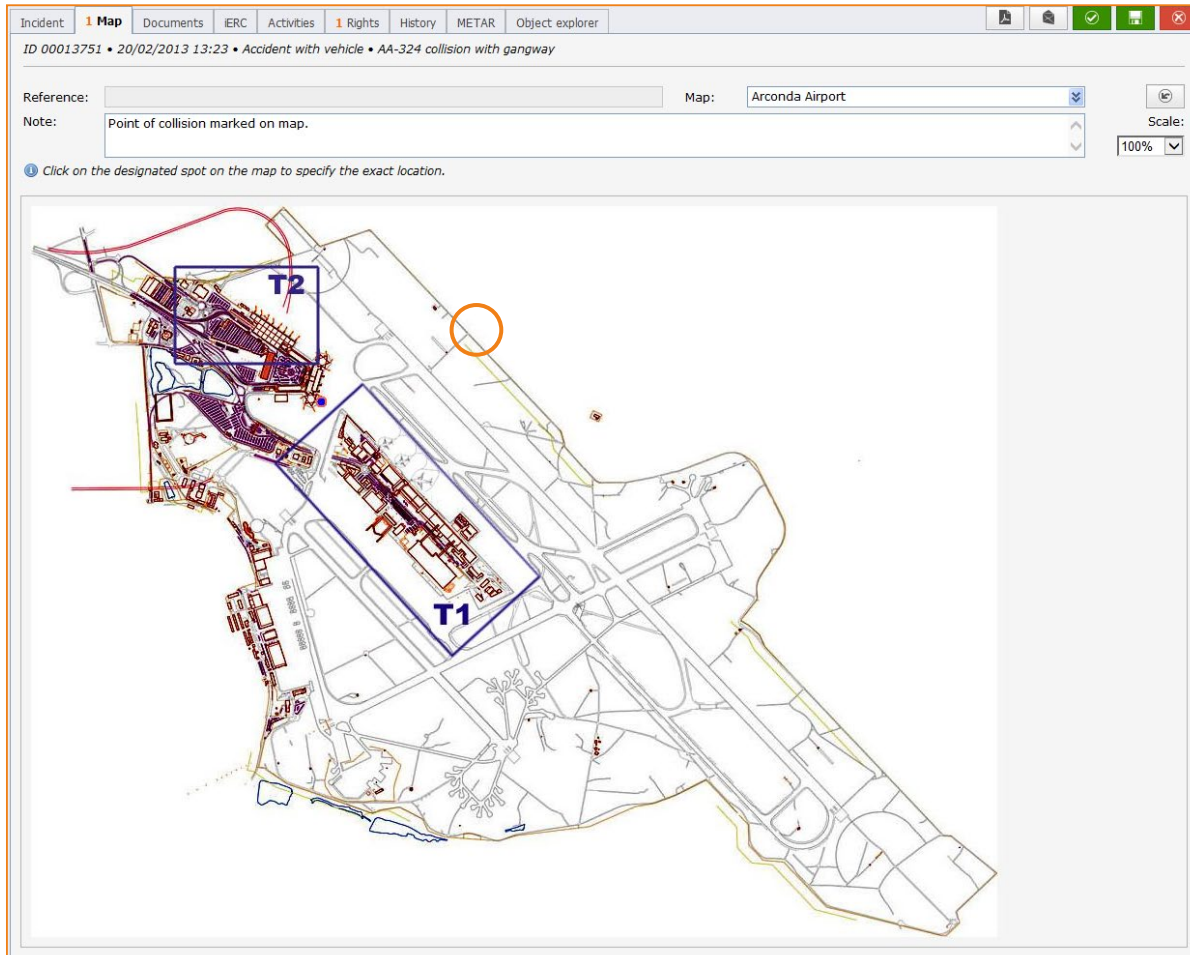 Incident 1 Map Documents iERC Activities 1 Rights History METAR Object explorer
ID 00013751 • 20/02/2013 13:23 • Accident with vehicle • AA-324 collision with gangway
Reference: Map: Arconda Airport
Note: Point of collision marked on map. Scale:
100%
Click on the designated spot on the map to specify the exact location.
T2
T1